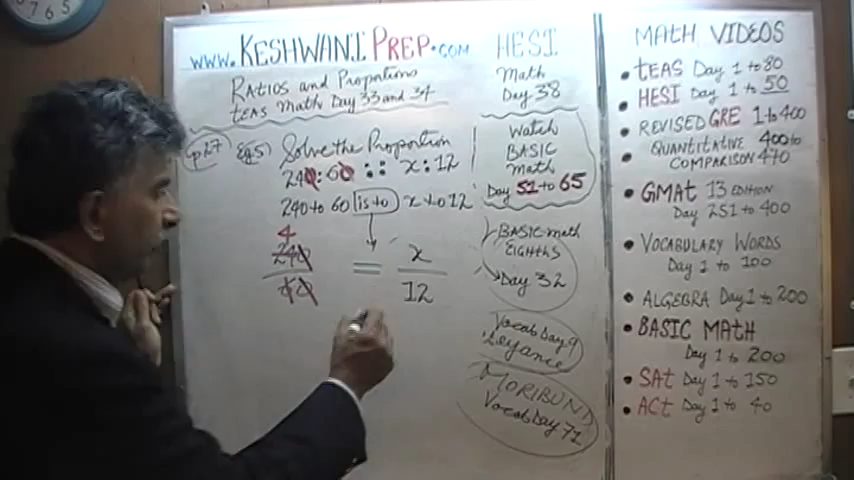 7 6 5
www.KESHWANIPREP.com
RATIOS and Proportions
TEAS Math Day 33 and 34
p27 Eg5) Solve the Proportion
240:60 :: x:12
240 to 60 is to x to 12
4
240
60
=
x
12
HESI
Math
Day 38
Watch
BASIC
Math
Day 51 to 65
BASIC math
EIGHTHS
Day 32
Vocab Day 9
MORIBUND
Vocab Day 71
MATH VIDEOS
• TEAS Day 1 to 80
• HESI Day 1 to 50
• REVISED GRE 1 to 400
• QUANTITATIVE 400 to
COMPARISON 470
• GMAT 13 EDITION
Day 251 to 400
• VOCABULARY WORDS
Day 1 to 100
• ALGEBRA Day 1 to 200
• BASIC MATH
Day 1 to 200
• SAT Day 1 to 150
• ACT Day 1 to 40